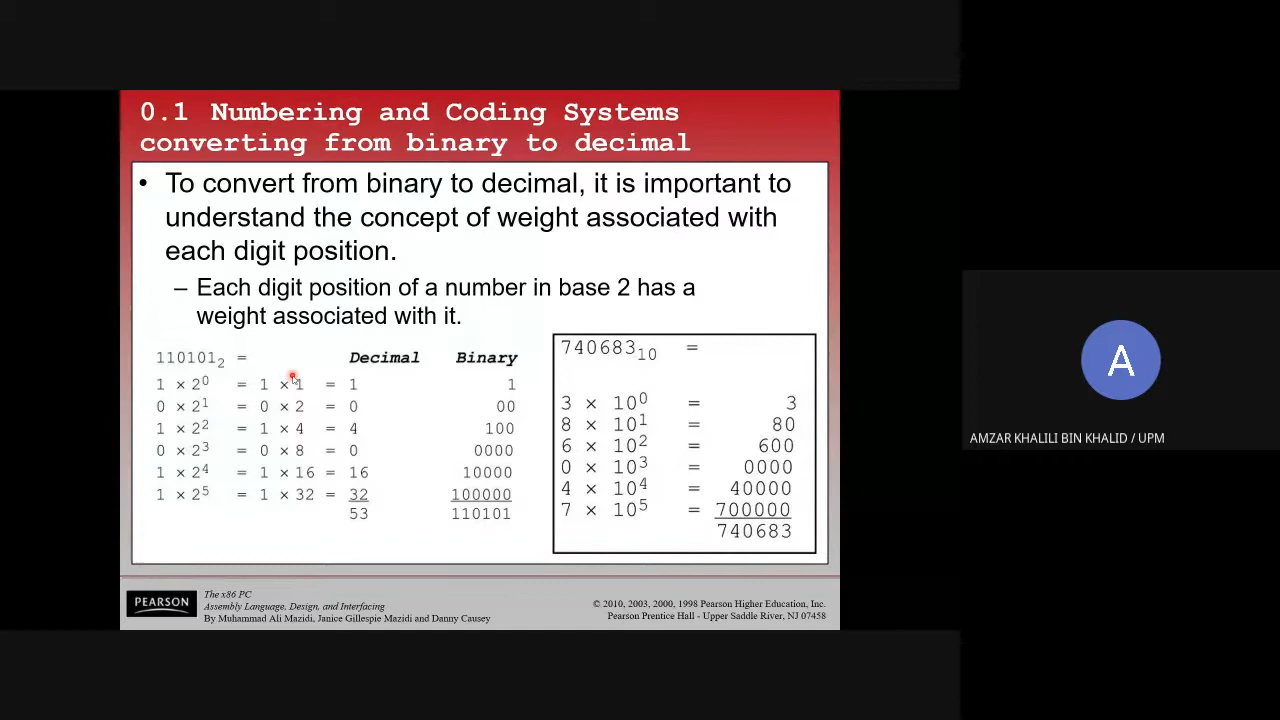 0.1 Numbering and Coding Systems
converting from binary to decimal
• To convert from binary to decimal, it is important to
understand the concept of weight associated with
each digit position.
– Each digit position of a number in base 2 has a
weight associated with it.
110101₂ = Decimal Binary
1 × 2⁰ = 1 × 1 = 1 1
0 × 2¹ = 0 × 2 = 0 00
1 × 2² = 1 × 4 = 4 100
0 × 2³ = 0 × 8 = 0 0000
1 × 2⁴ = 1 × 16 = 16 10000
1 × 2⁵ = 1 × 32 = 32 100000
53 110101
740683₁₀ =
3 × 10⁰ = 3
8 × 10¹ = 80
6 × 10² = 600
0 × 10³ = 0000
4 × 10⁴ = 40000
7 × 10⁵ = 700000
740683
PEARSON
The x86 PC
Assembly Language, Design, and Interfacing
By Muhammad Ali Mazidi, Janice Gillespie Mazidi and Danny Causey
© 2010, 2003, 2000, 1998 Pearson Higher Education, Inc.
Pearson Prentice Hall - Upper Saddle River, NJ 07458
A
AMZAR KHALILI BIN KHALID / UPM